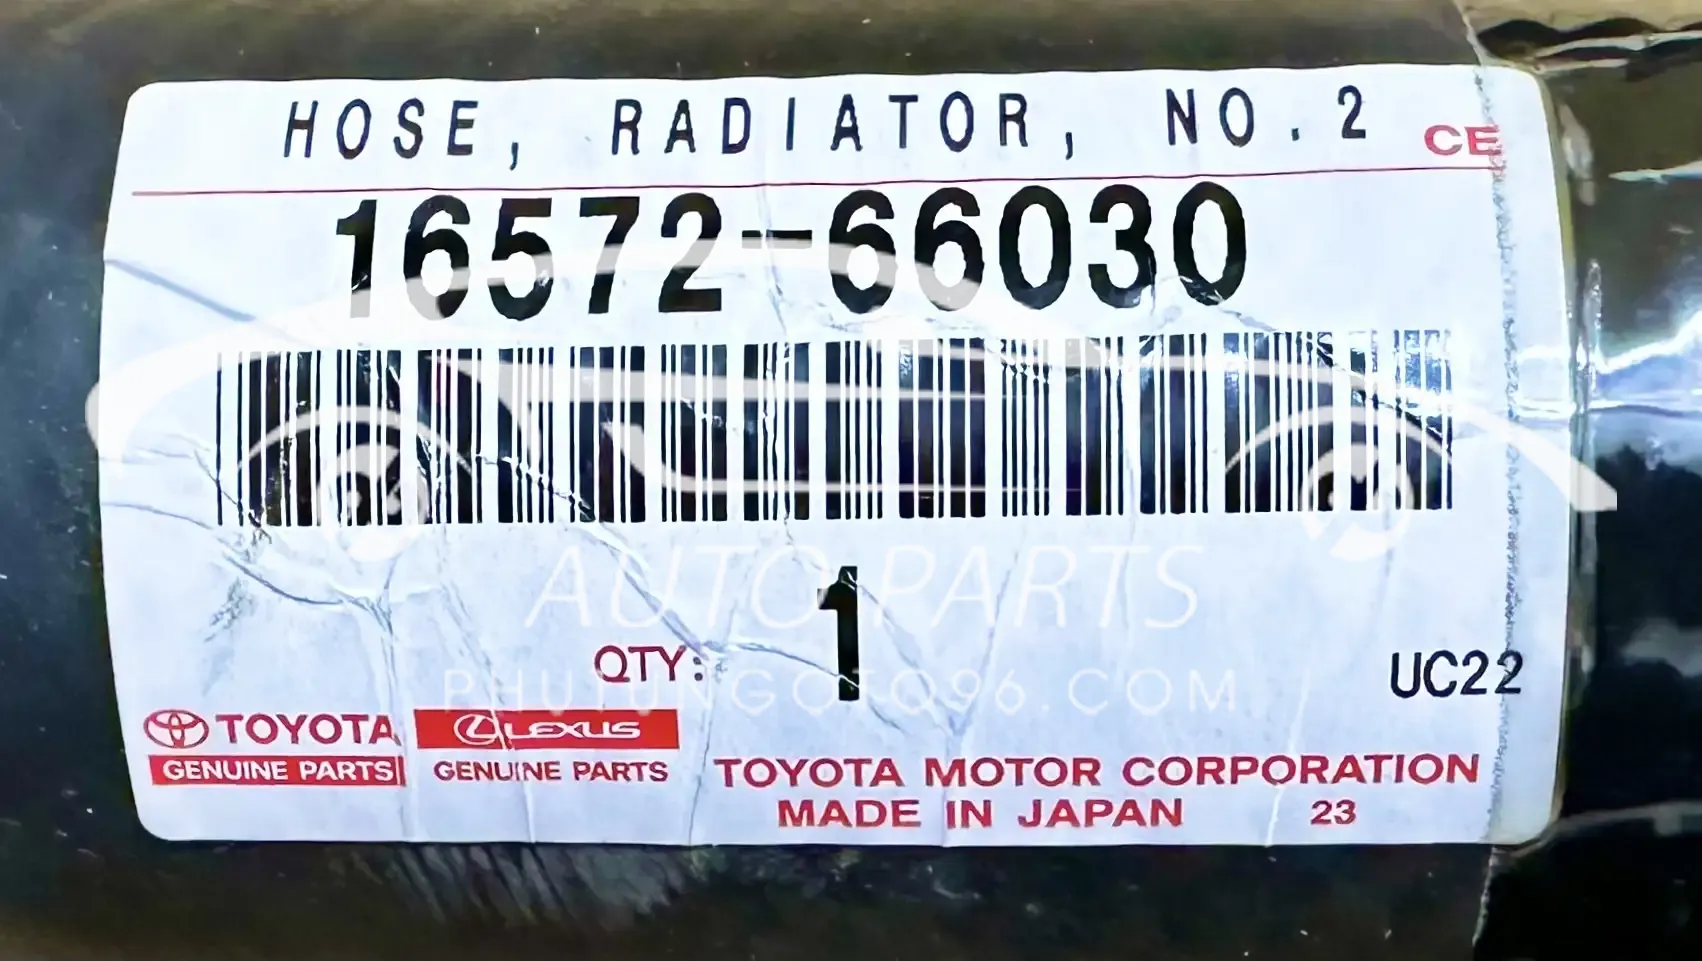 HOSE, RADIATOR, NO.2
CE
16572-66030
AUTO PARTS
1
QTY:
PHUTUNGOTO96.COM
UC22
TOYOTA
GENUINE PARTS
LEXUS
GENUINE PARTS
TOYOTA MOTOR CORPORATION
MADE IN JAPAN 23